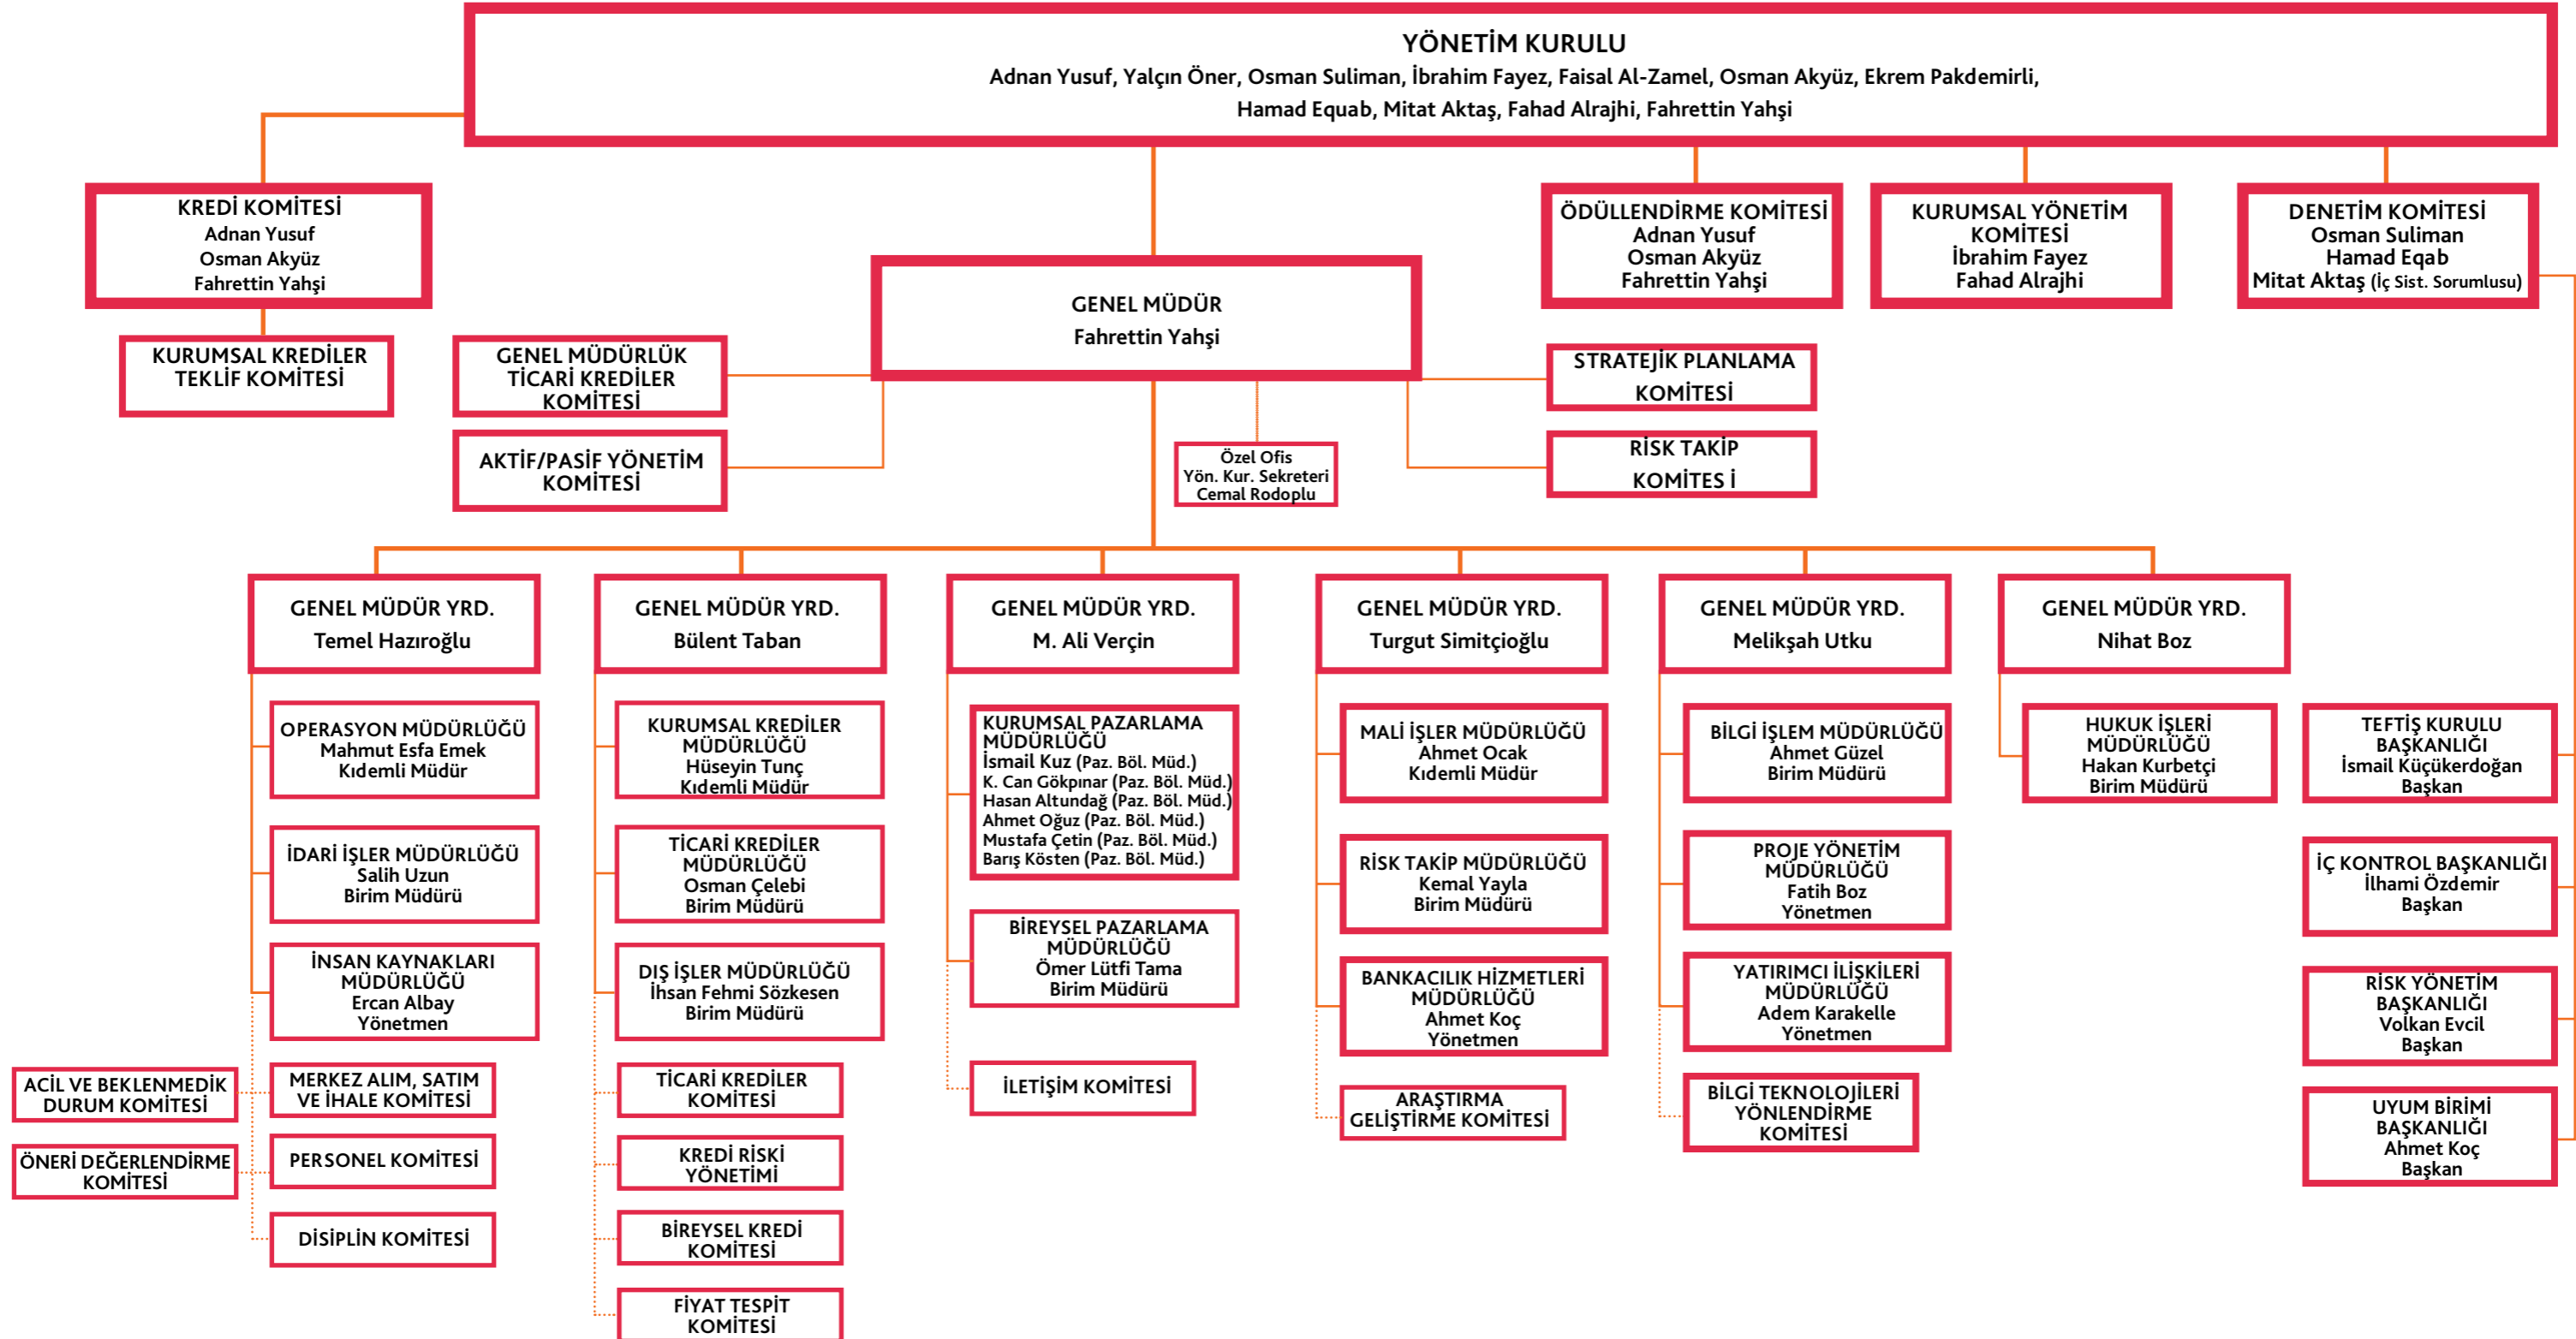 YÖNETİM KURULU
Adnan Yusuf, Yalçın Öner, Osman Suliman, İbrahim Fayez, Faisal Al-Zamel, Osman Akyüz, Ekrem Pakdemirli,
Hamad Equab, Mitat Aktaş, Fahad Alrajhi, Fahrettin Yahşi
KREDİ KOMİTESİ
Adnan Yusuf
Osman Akyüz
Fahrettin Yahşi
ÖDÜLLENDİRME KOMİTESİ
Adnan Yusuf
Osman Akyüz
Fahrettin Yahşi
KURUMSAL YÖNETİM
KOMİTESİ
İbrahim Fayez
Fahad Alrajhi
DENETİM KOMİTESİ
Osman Suliman
Hamad Eqab
Mitat Aktaş (İç Sist. Sorumlusu)
GENEL MÜDÜR
Fahrettin Yahşi
KURUMSAL KREDİLER
TEKLİF KOMİTESİ
GENEL MÜDÜRLÜK
TİCARİ KREDİLER
KOMİTESİ
STRATEJİK PLANLAMA
KOMİTESİ
AKTİF/PASİF YÖNETİM
KOMİTESİ
Özel Ofis
Yön. Kur. Sekreteri
Cemal Rodoplu
RİSK TAKİP
KOMİTES İ
GENEL MÜDÜR YRD.
Temel Hazıroğlu
GENEL MÜDÜR YRD.
Bülent Taban
GENEL MÜDÜR YRD.
M. Ali Verçin
GENEL MÜDÜR YRD.
Turgut Simitçioğlu
GENEL MÜDÜR YRD.
Melikşah Utku
GENEL MÜDÜR YRD.
Nihat Boz
OPERASYON MÜDÜRLÜĞÜ
Mahmut Esfa Emek
Kıdemli Müdür
KURUMSAL KREDİLER
MÜDÜRLÜĞÜ
Hüseyin Tunç
Kıdemli Müdür
KURUMSAL PAZARLAMA
MÜDÜRLÜĞÜ
İsmail Kuz (Paz. Böl. Müd.)
K. Can Gökpınar (Paz. Böl. Müd.)
Hasan Altundağ (Paz. Böl. Müd.)
Ahmet Oğuz (Paz. Böl. Müd.)
Mustafa Çetin (Paz. Böl. Müd.)
Barış Kösten (Paz. Böl. Müd.)
MALİ İŞLER MÜDÜRLÜĞÜ
Ahmet Ocak
Kıdemli Müdür
BİLGİ İŞLEM MÜDÜRLÜĞÜ
Ahmet Güzel
Birim Müdürü
HUKUK İŞLERİ
MÜDÜRLÜĞÜ
Hakan Kurbetçi
Birim Müdürü
TEFTİŞ KURULU
BAŞKANLIĞI
İsmail Küçükerdoğan
Başkan
İDARİ İŞLER MÜDÜRLÜĞÜ
Salih Uzun
Birim Müdürü
TİCARİ KREDİLER
MÜDÜRLÜĞÜ
Osman Çelebi
Birim Müdürü
RİSK TAKİP MÜDÜRLÜĞÜ
Kemal Yayla
Birim Müdürü
PROJE YÖNETİM
MÜDÜRLÜĞÜ
Fatih Boz
Yönetmen
İÇ KONTROL BAŞKANLIĞI
İlhami Özdemir
Başkan
İNSAN KAYNAKLARI
MÜDÜRLÜĞÜ
Ercan Albay
Yönetmen
DIŞ İŞLER MÜDÜRLÜĞÜ
İhsan Fehmi Sözkesen
Birim Müdürü
BİREYSEL PAZARLAMA
MÜDÜRLÜĞÜ
Ömer Lütfi Tama
Birim Müdürü
BANKACILIK HİZMETLERİ
MÜDÜRLÜĞÜ
Ahmet Koç
Yönetmen
YATIRIMCI İLİŞKİLERİ
MÜDÜRLÜĞÜ
Adem Karakelle
Yönetmen
RİSK YÖNETİM
BAŞKANLIĞI
Volkan Evcil
Başkan
ACİL VE BEKLENMEDİK
DURUM KOMİTESİ
MERKEZ ALIM, SATIM
VE İHALE KOMİTESİ
TİCARİ KREDİLER
KOMİTESİ
İLETİŞİM KOMİTESİ
ARAŞTIRMA
GELİŞTİRME KOMİTESİ
BİLGİ TEKNOLOJİLERİ
YÖNLENDİRME
KOMİTESİ
UYUM BİRİMİ
BAŞKANLIĞI
Ahmet Koç
Başkan
ÖNERİ DEĞERLENDİRME
KOMİTESİ
PERSONEL KOMİTESİ
KREDİ RİSKİ
YÖNETİMİ
DİSİPLİN KOMİTESİ
BİREYSEL KREDİ
KOMİTESİ
FİYAT TESPİT
KOMİTESİ